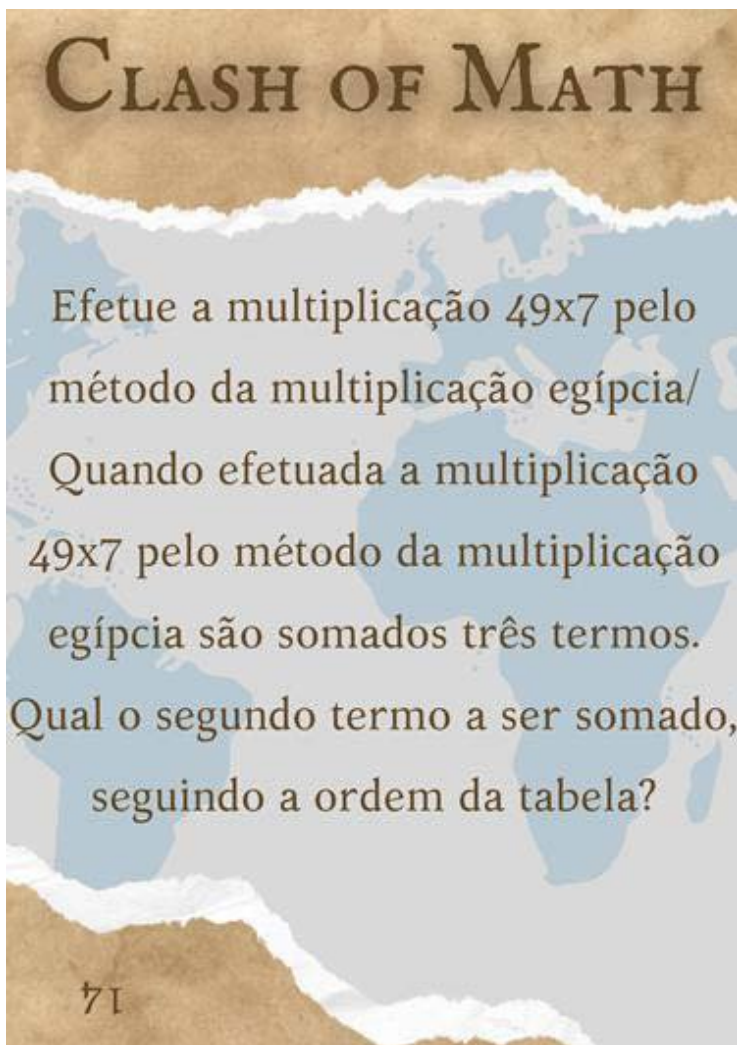 Clash of Math
Efetue a multiplicação 49x7 pelo
método da multiplicação egípcia/
Quando efetuada a multiplicação
49x7 pelo método da multiplicação
egípcia são somados três termos.
Qual o segundo termo a ser somado,
seguindo a ordem da tabela?
14